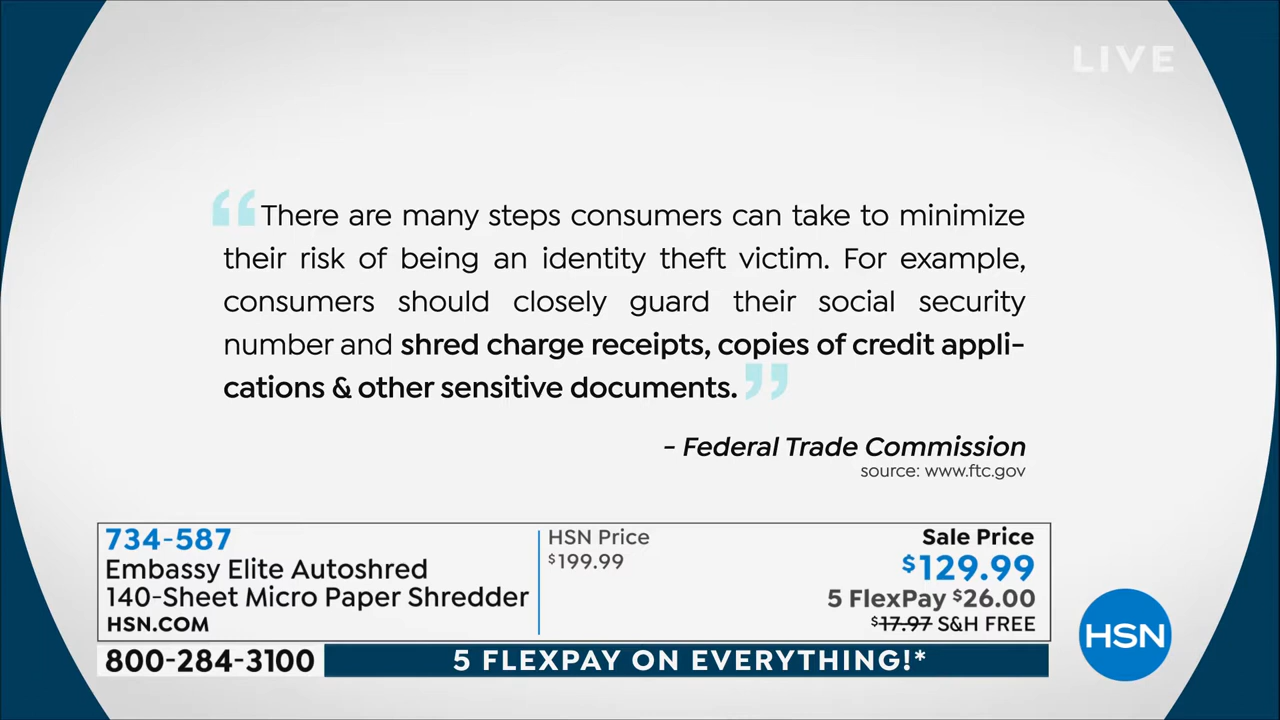 LIVE
“There are many steps consumers can take to minimize
their risk of being an identity theft victim. For example,
consumers should closely guard their social security
number and shred charge receipts, copies of credit appli-
cations & other sensitive documents.”
- Federal Trade Commission
source: www.ftc.gov
734-587
Embassy Elite Autoshred
140-Sheet Micro Paper Shredder
HSN.COM
HSN Price
$199.99
Sale Price
$129.99
5 FlexPay $26.00
$17.97 S&H FREE
HSN
800-284-3100
5 FLEXPAY ON EVERYTHING!*